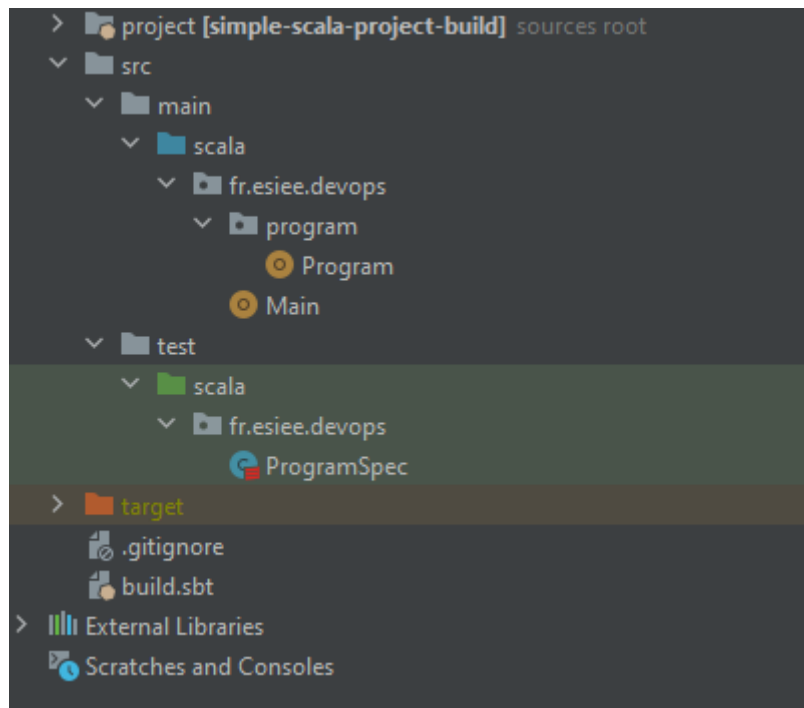 project [simple-scala-project-build] sources root
src
main
scala
fr.esiee.devops
program
Program
Main
test
scala
fr.esiee.devops
ProgramSpec
target
.gitignore
build.sbt
External Libraries
Scratches and Consoles